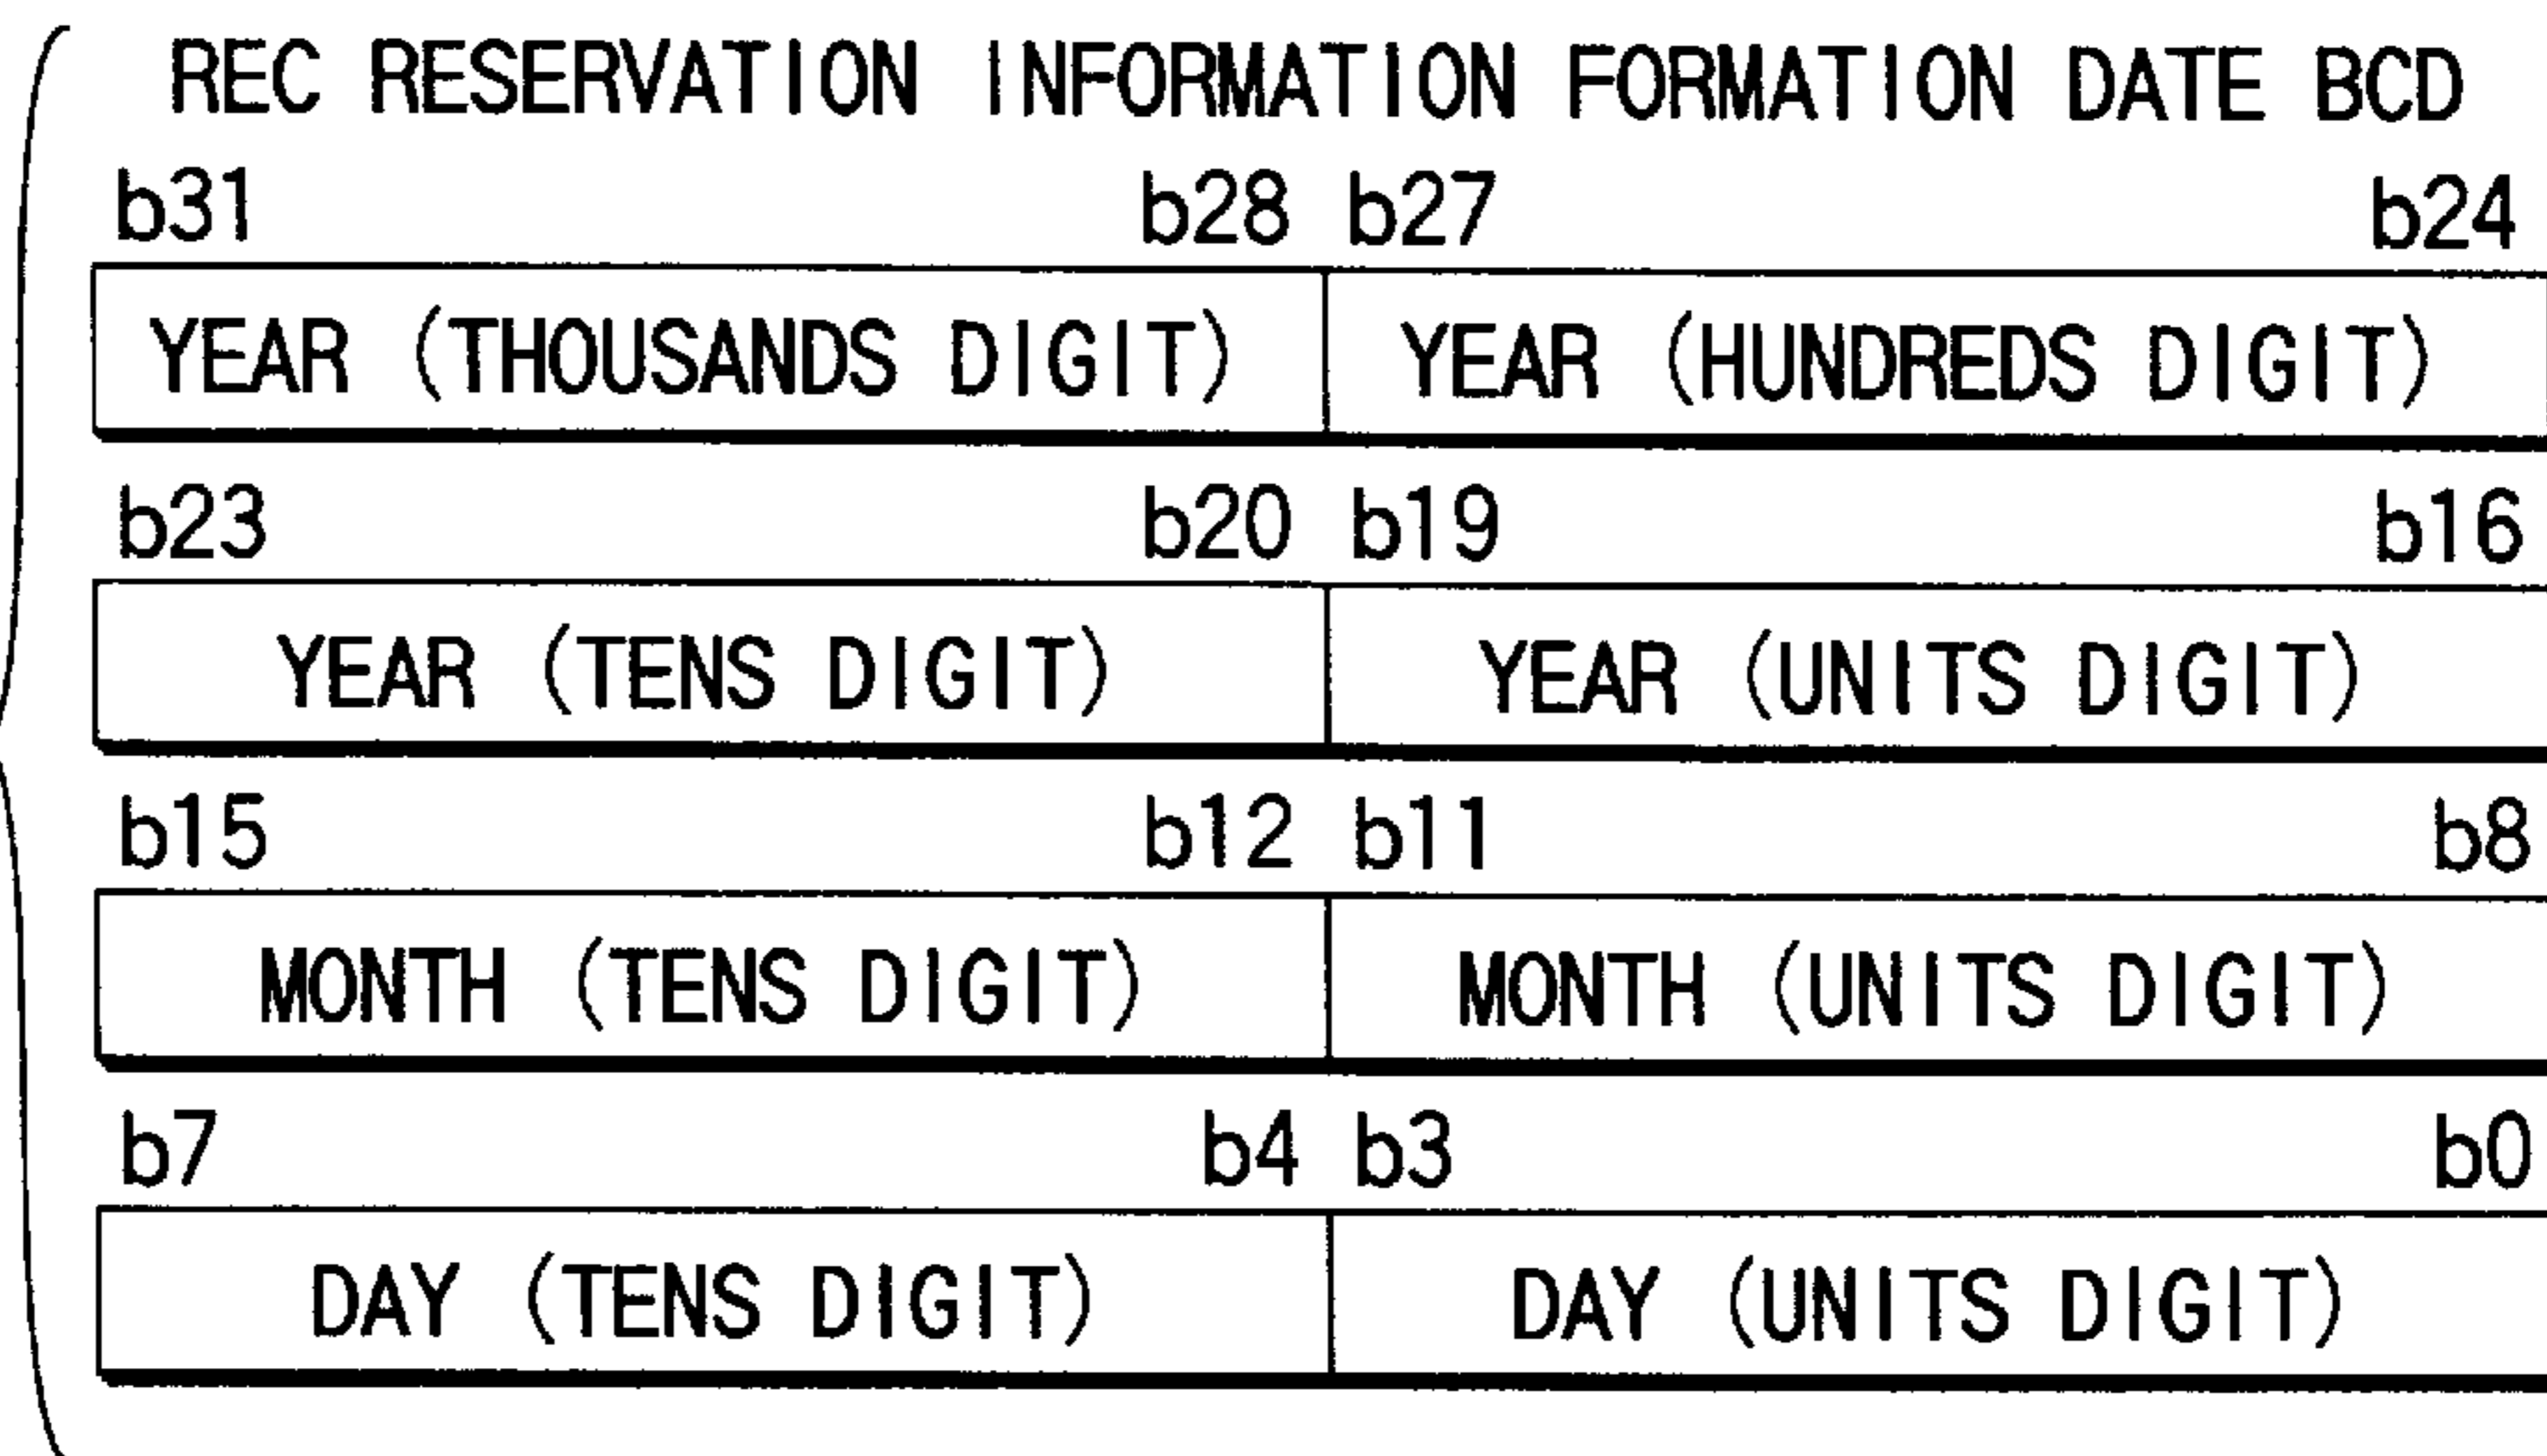 REC RESERVATION INFORMATION FORMATION DATE BCD
b31 b28 b27 b24
YEAR (THOUSANDS DIGIT) YEAR (HUNDREDS DIGIT)
b23 b20 b19 b16
YEAR (TENS DIGIT) YEAR (UNITS DIGIT)
b15 b12 b11 b8
MONTH (TENS DIGIT) MONTH (UNITS DIGIT)
b7 b4 b3 b0
DAY (TENS DIGIT) DAY (UNITS DIGIT)